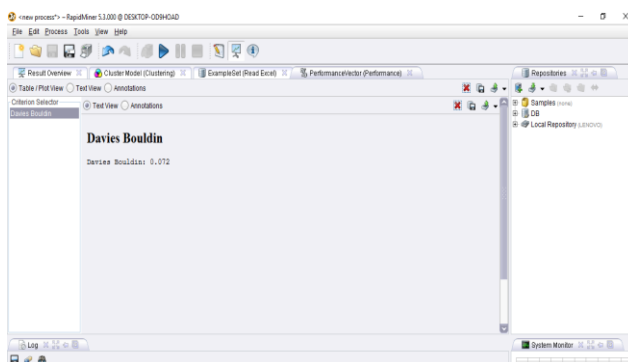 <new process*> – RapidMiner 5.3.000 @ DESKTOP-OD9HOAD
File Edit Process Tools View Help
Result Overview Cluster Model (Clustering) ExampleSet (Read Excel) PerformanceVector (Performance) Repositories
Table / Plot View Text View Annotations
Criterion Selector Text View Annotations Samples (none)
Davies Bouldin DB
Local Repository (LENOVO)
Davies Bouldin
Davies Bouldin: 0.072
Log System Monitor